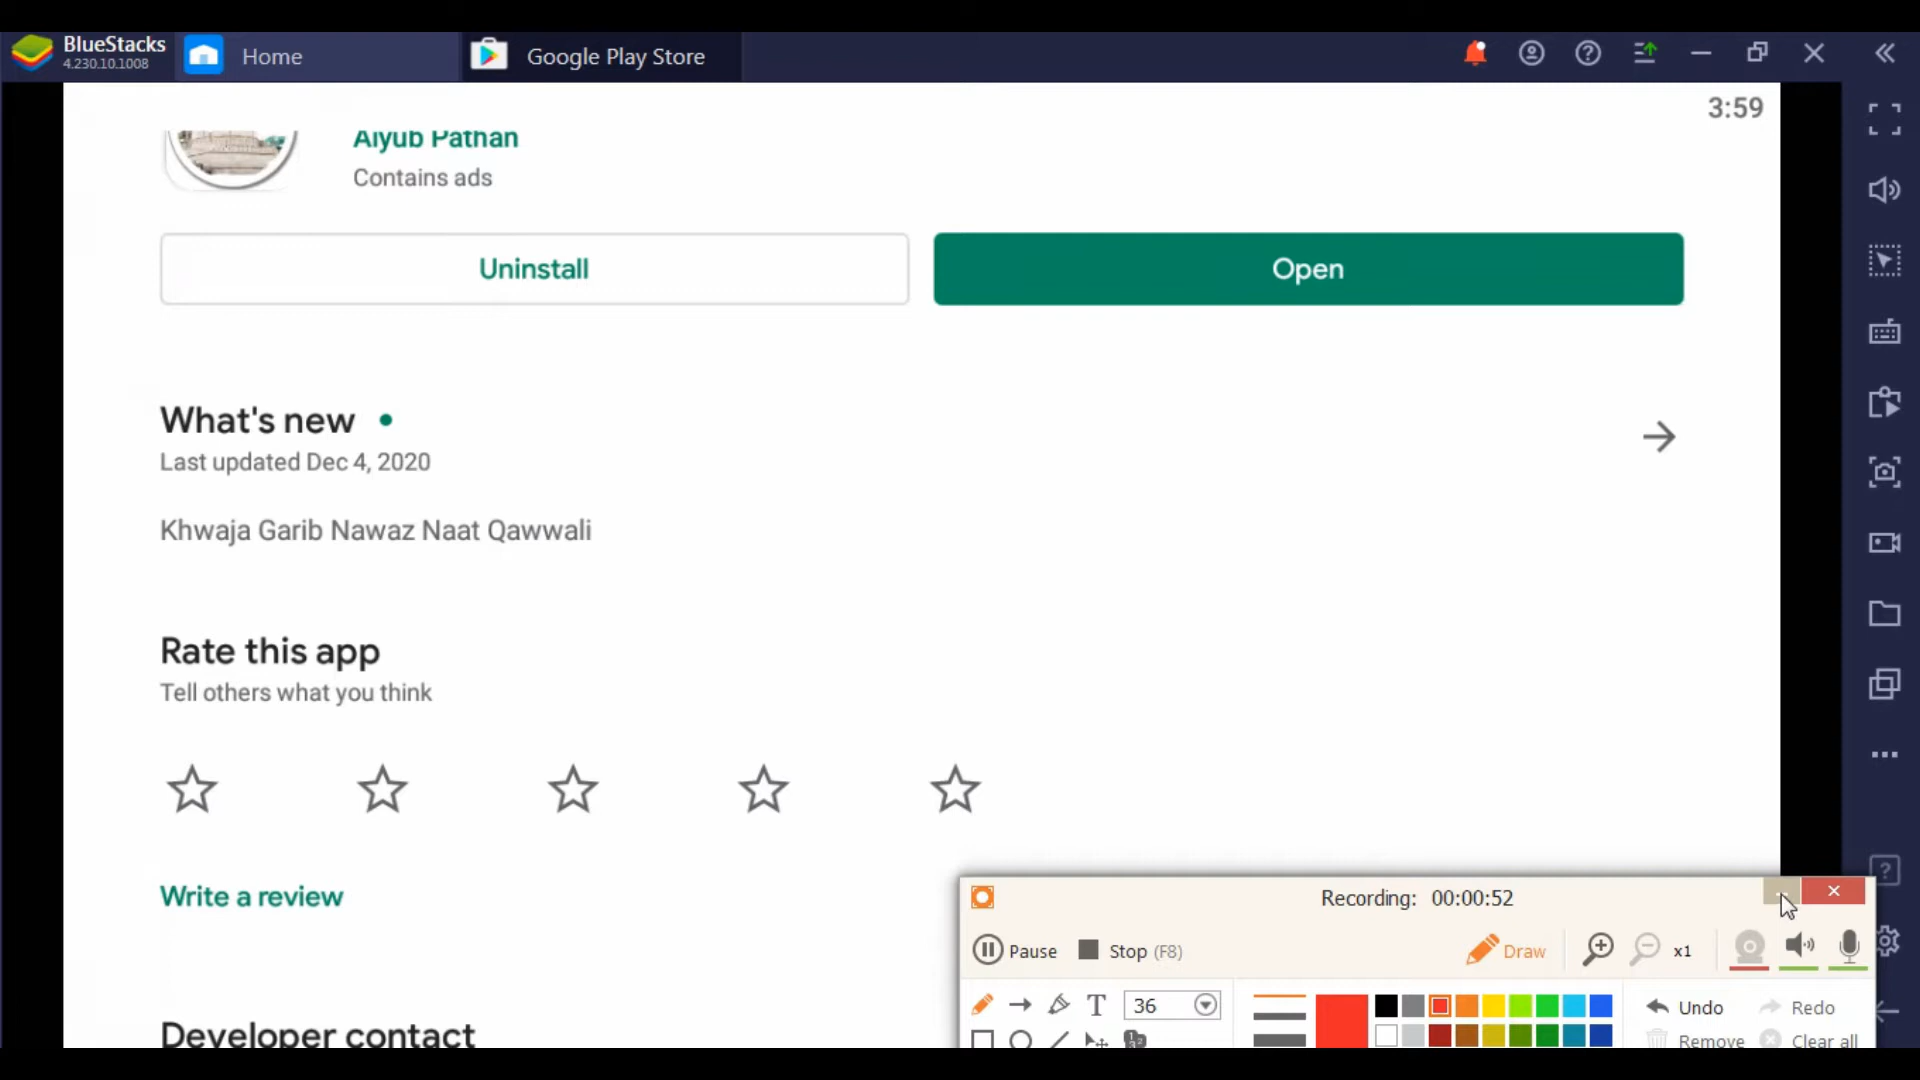 BlueStacks
4.230.10.1008
Home
Google Play Store
3:59
Aiyub Pathan
Contains ads
Uninstall
Open
What's new
Last updated Dec 4, 2020
Khwaja Garib Nawaz Naat Qawwali
Rate this app
Tell others what you think
Write a review
Developer contact
Recording: 00:00:52
Pause
Stop (F8)
Draw
x1
T
36
Undo
Redo
Remove
Clear all